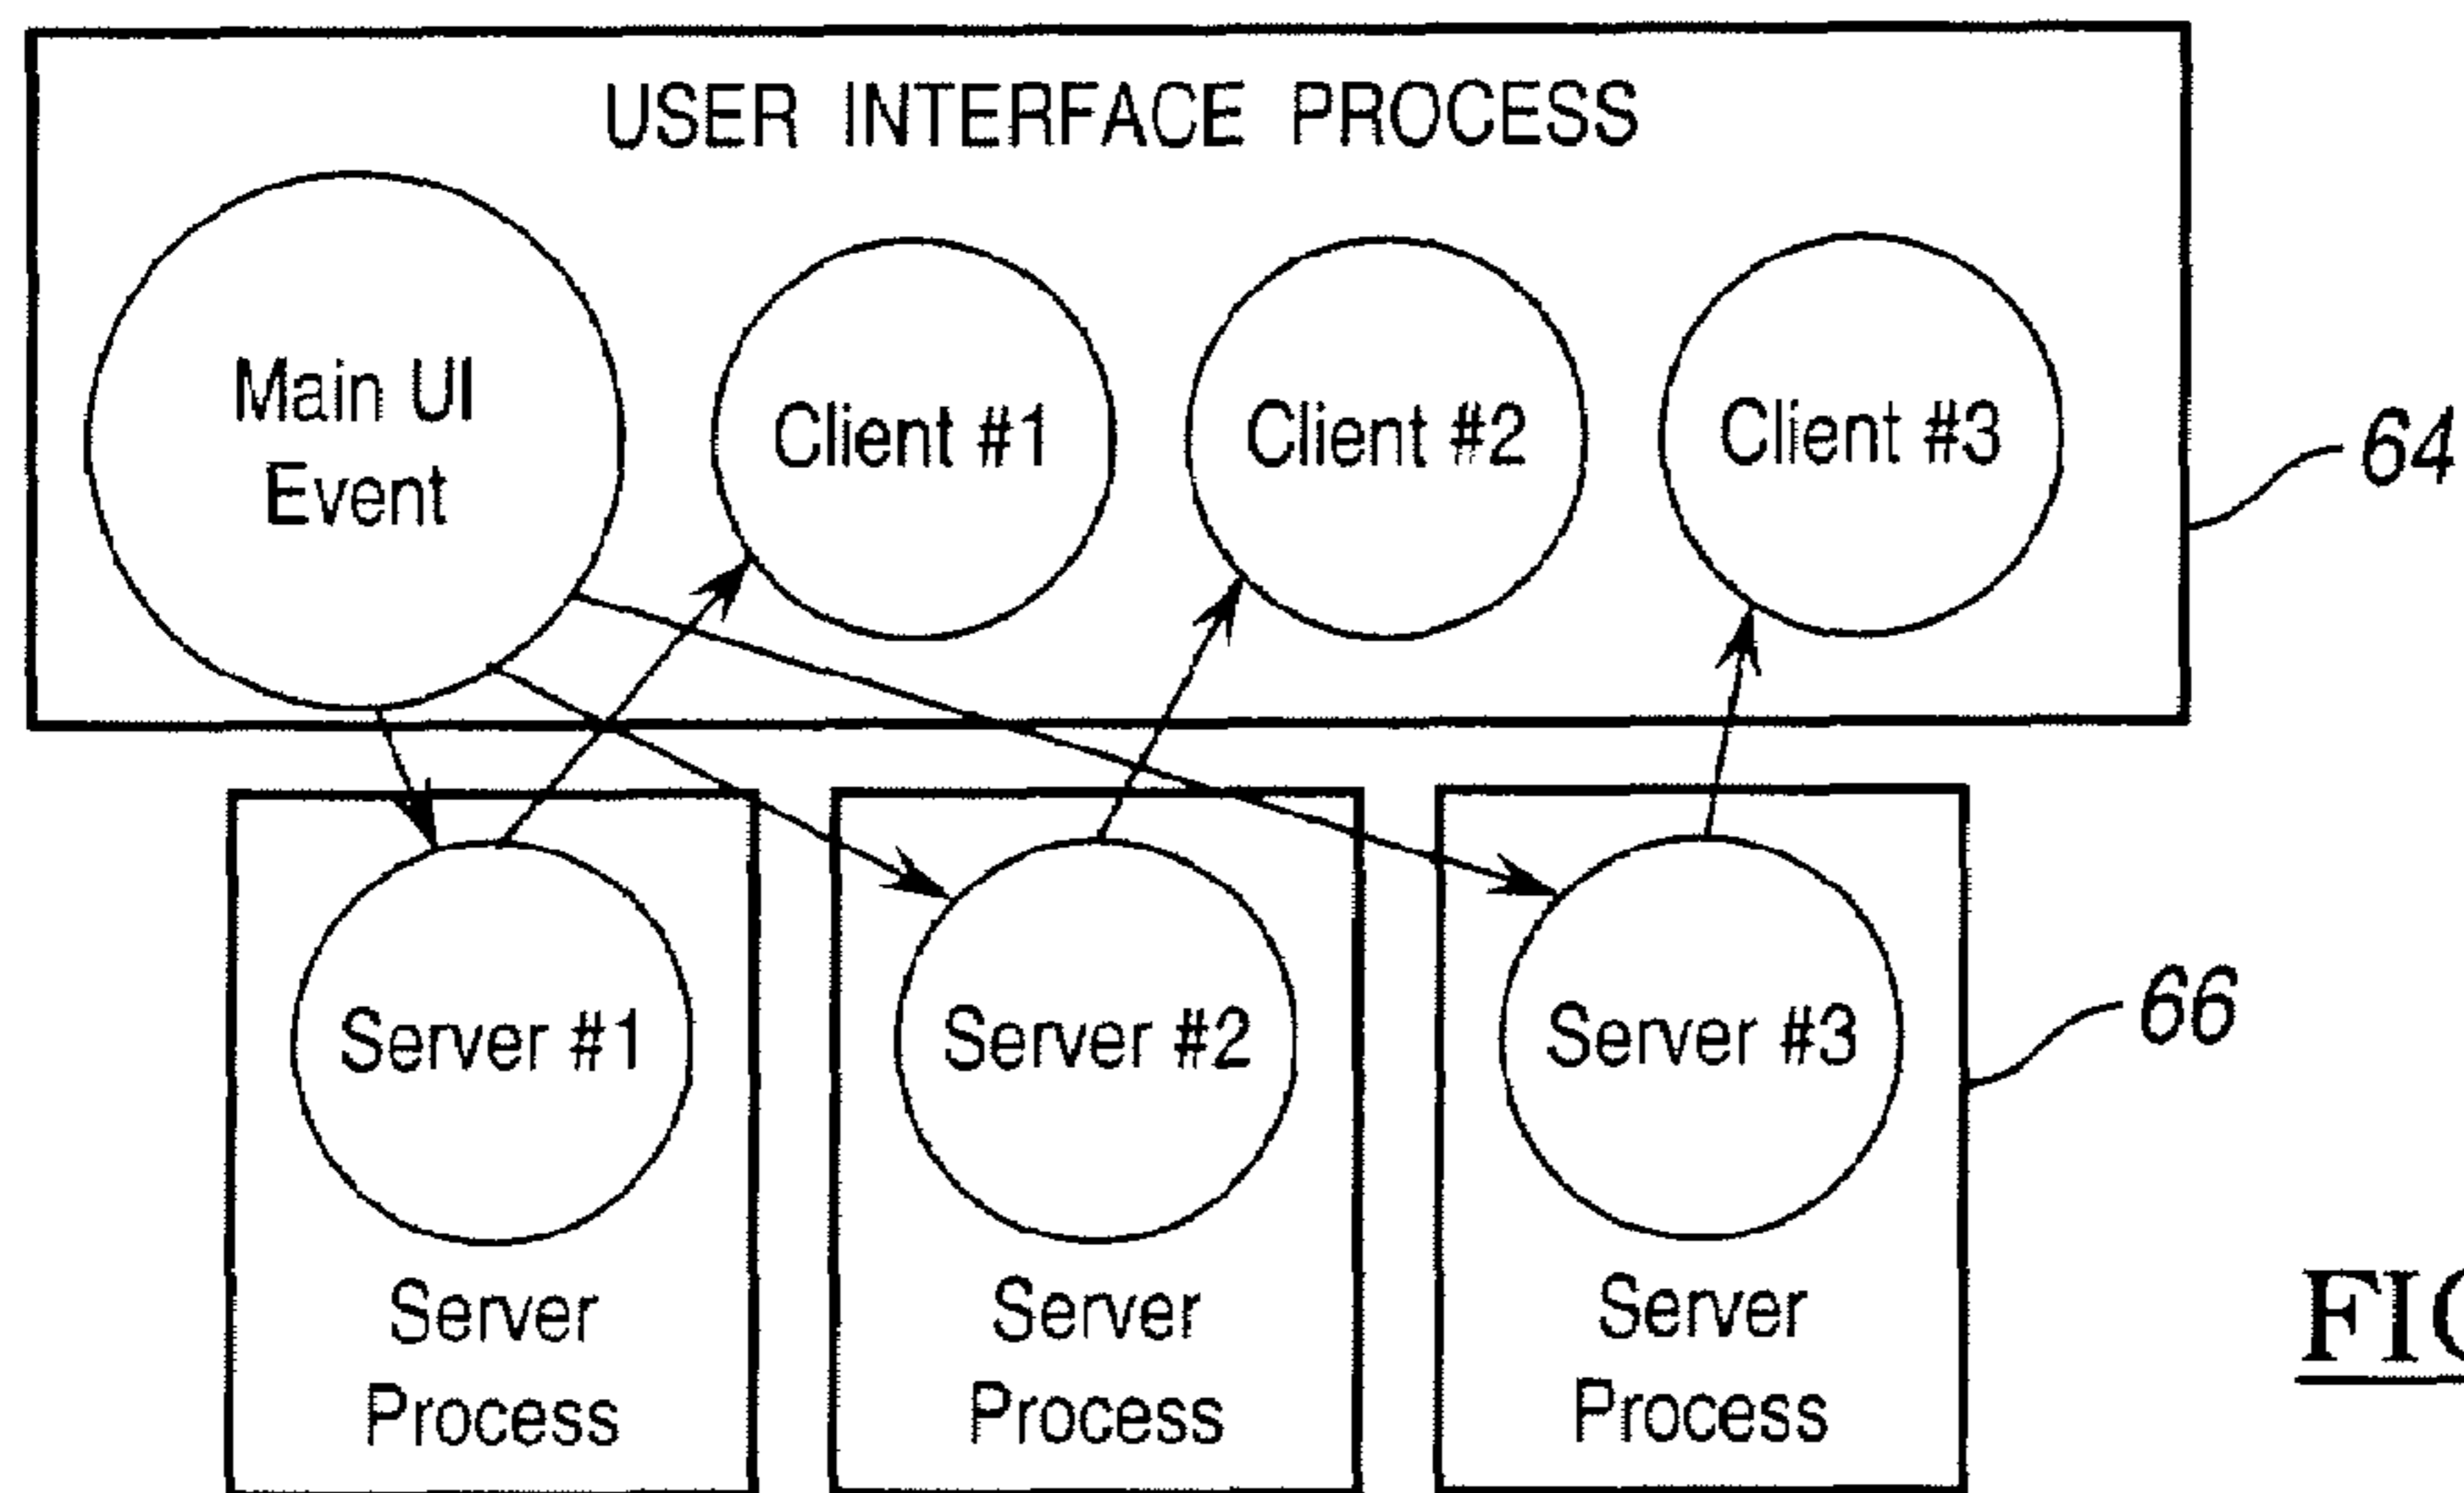 USER INTERFACE PROCESS
Main UI
Event
Client #1
Client #2
Client #3
64
Server #1
Server #2
Server #3
66
Server
Process
Server
Process
Server
Process